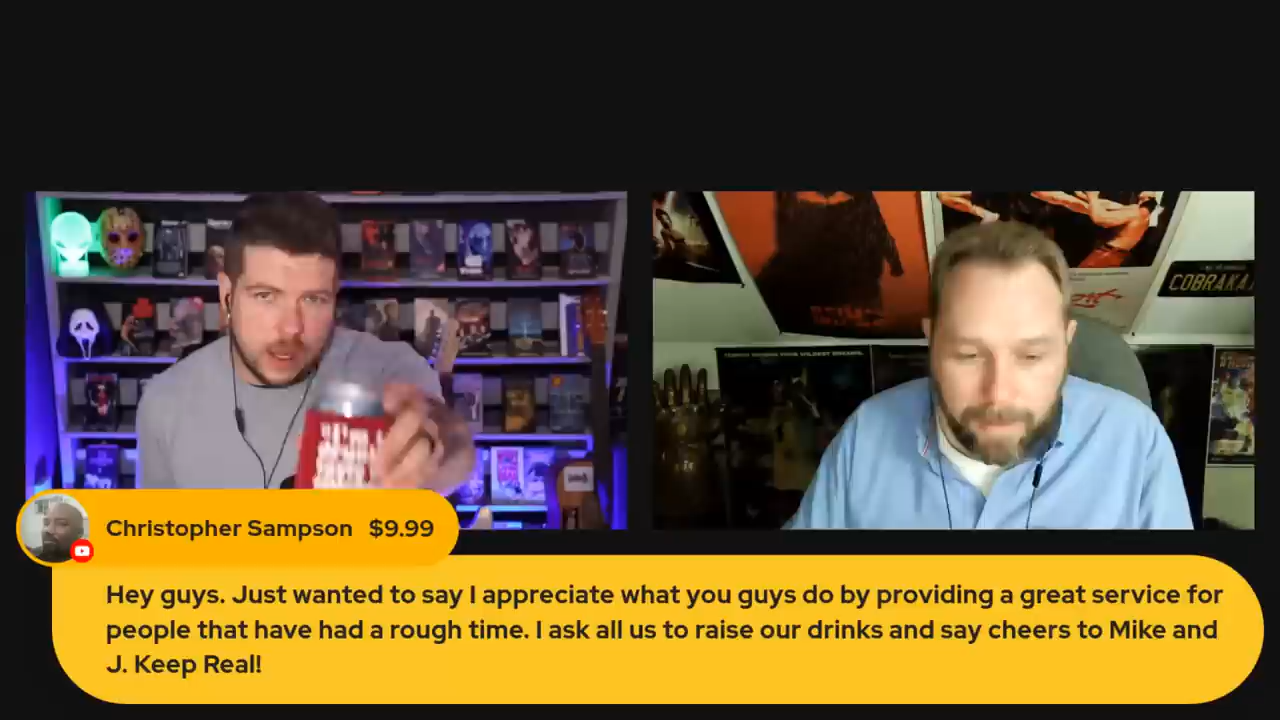 COBRAKA
"I'm
Christopher Sampson $9.99
Hey guys. Just wanted to say I appreciate what you guys do by providing a great service for
people that have had a rough time. I ask all us to raise our drinks and say cheers to Mike and
J. Keep Real!